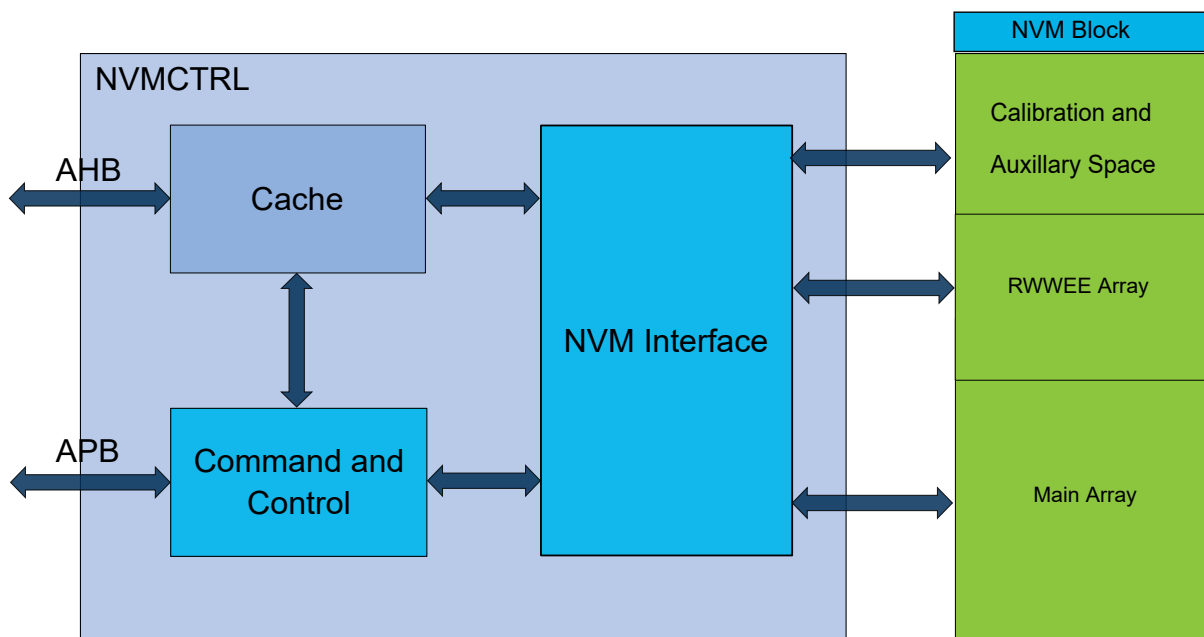 NVM Block
NVMCTRL
Calibration and
Auxillary Space
AHB
Cache
RWWEE Array
NVM Interface
APB
Command and
Control
Main Array